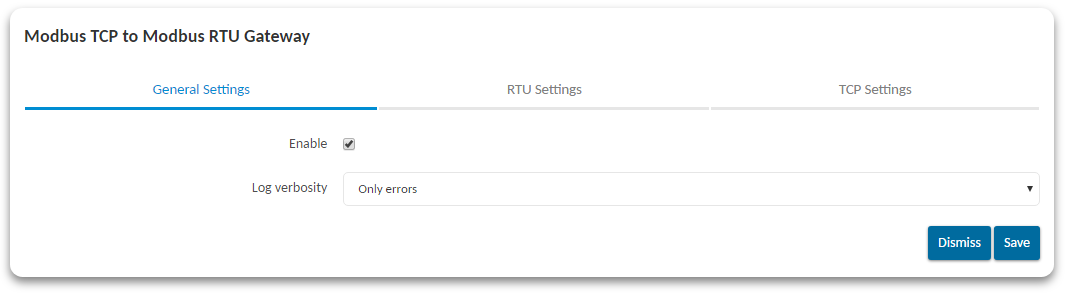 Modbus TCP to Modbus RTU Gateway
General Settings RTU Settings TCP Settings
Enable
Log verbosity Only errors
Dismiss Save